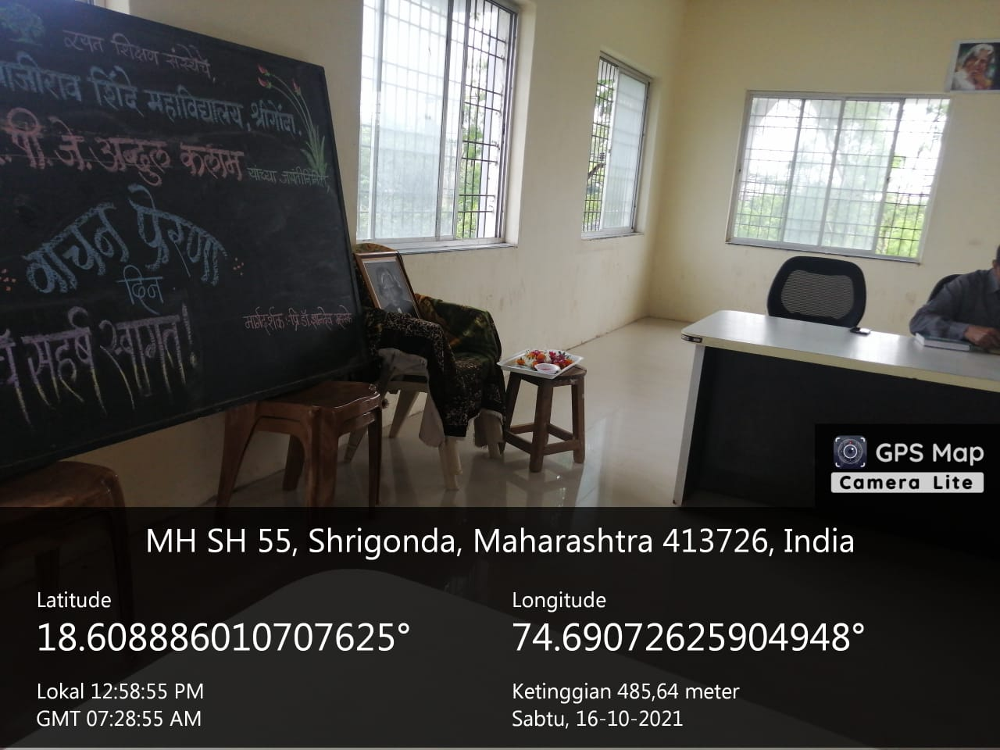 रयत शिक्षण संस्थेचे,
जीराव शिंदे महाविद्यालय, श्रीगोंदा.
पी. जे. अब्दुल कलाम
यांच्या जयंतीनिमित्त,
वाचन प्रेरणा
दिन
सहर्ष स्वागत!
मार्गदर्शक :- प्रि. डॉ. ज्ञानदेव म्हस्के
GPS Map
Camera Lite
MH SH 55, Shrigonda, Maharashtra 413726, India
Latitude
18.608886010707625°
Longitude
74.69072625904948°
Lokal 12:58:55 PM
GMT 07:28:55 AM
Ketinggian 485,64 meter
Sabtu, 16-10-2021